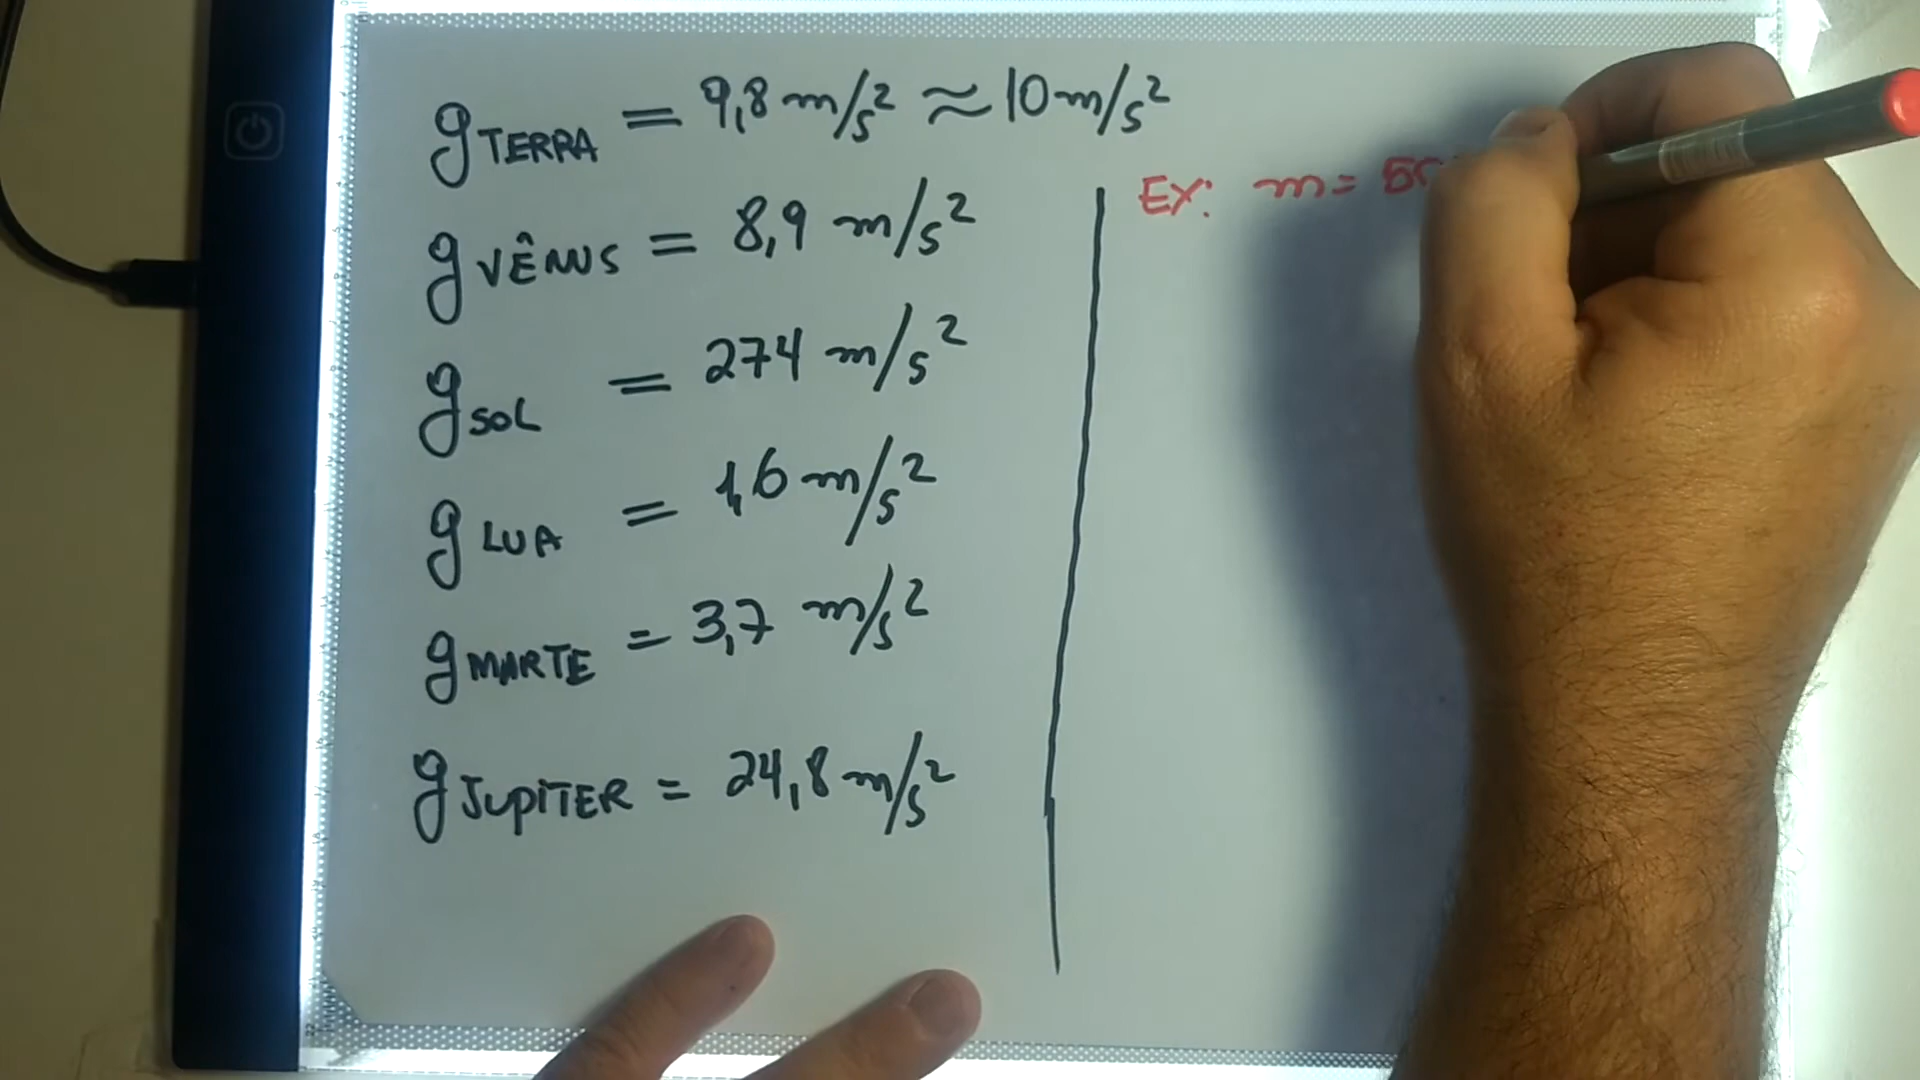 g TERRA = 9,8 m/s² ≈ 10 m/s²
g VÊNUS = 8,9 m/s²
g SOL = 274 m/s²
g LUA = 1,6 m/s²
g MARTE = 3,7 m/s²
g JUPITER = 24,8 m/s²
EX: m = 50